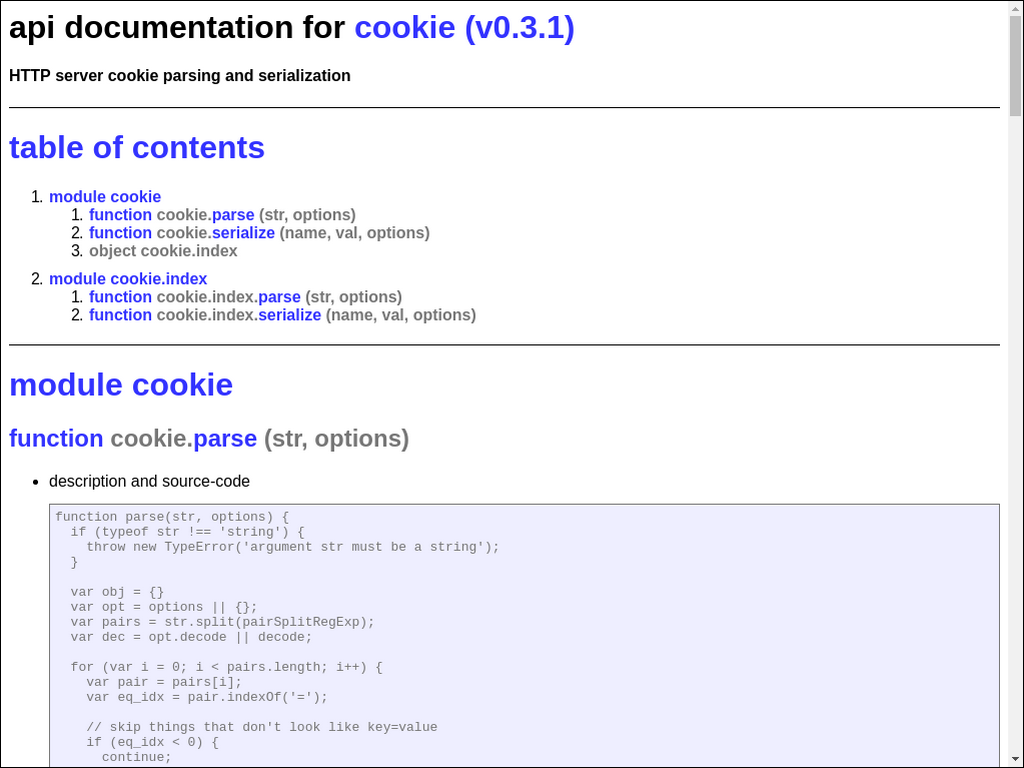 api documentation for cookie (v0.3.1)
HTTP server cookie parsing and serialization
table of contents
1. module cookie
1. function cookie.parse (str, options)
2. function cookie.serialize (name, val, options)
3. object cookie.index
2. module cookie.index
1. function cookie.index.parse (str, options)
2. function cookie.index.serialize (name, val, options)
module cookie
function cookie.parse (str, options)
• description and source-code
function parse(str, options) {
  if (typeof str !== 'string') {
    throw new TypeError('argument str must be a string');
  }
  var obj = {}
  var opt = options || {};
  var pairs = str.split(pairSplitRegExp);
  var dec = opt.decode || decode;
  for (var i = 0; i < pairs.length; i++) {
    var pair = pairs[i];
    var eq_idx = pair.indexOf('=');
    // skip things that don't look like key=value
    if (eq_idx < 0) {
      continue;